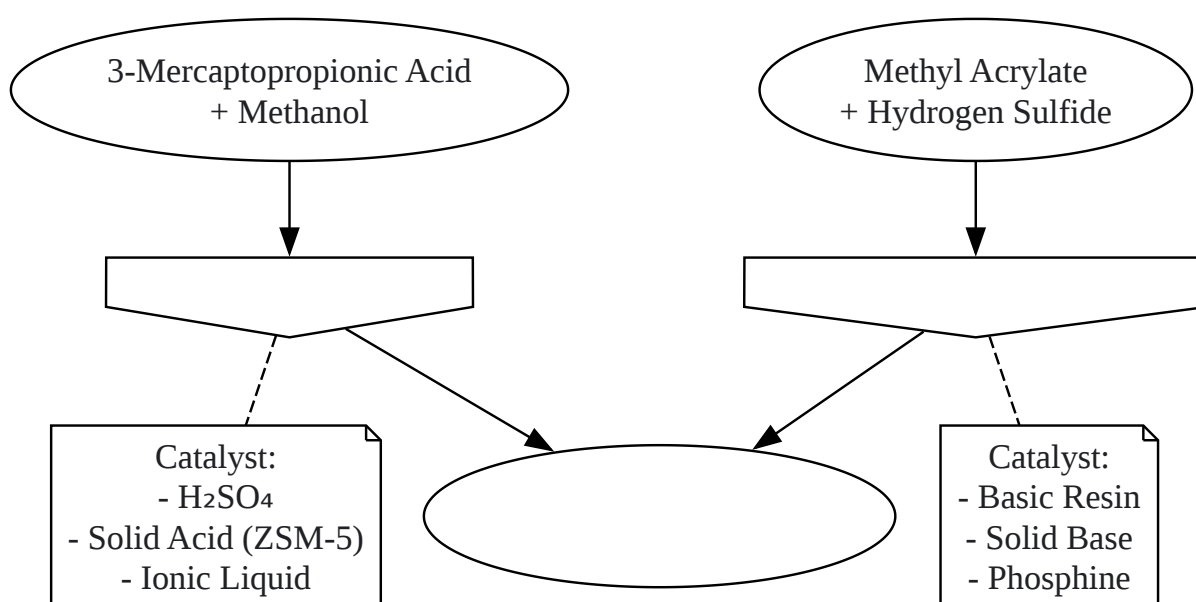 3-Mercaptopropionic Acid
+ Methanol
Methyl Acrylate
+ Hydrogen Sulfide
Catalyst:
- H₂SO₄
- Solid Acid (ZSM-5)
- Ionic Liquid
Catalyst:
- Basic Resin
- Solid Base
- Phosphine